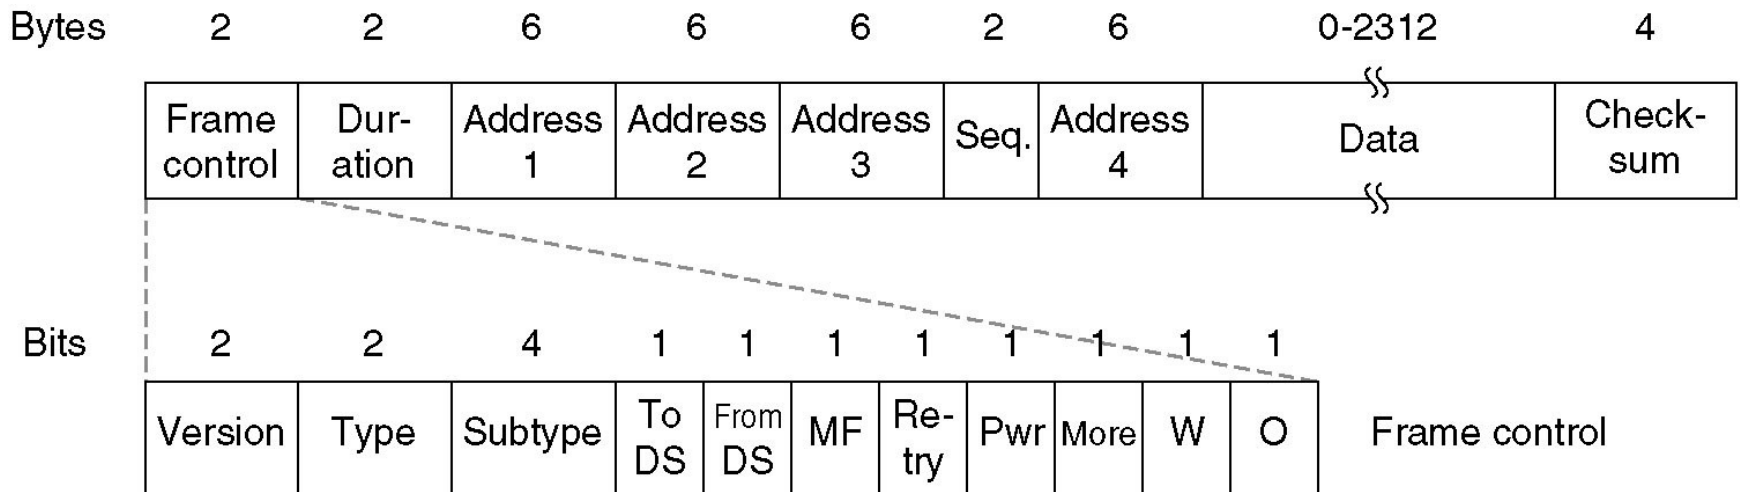 Bytes 2 2 6 6 6 2 6 0-2312 4
Frame control Dur-ation Address 1 Address 2 Address 3 Seq. Address 4 Data Check-sum
Bits 2 2 4 1 1 1 1 1 1 1 1
Version Type Subtype To DS From DS MF Re-try Pwr More W O Frame control